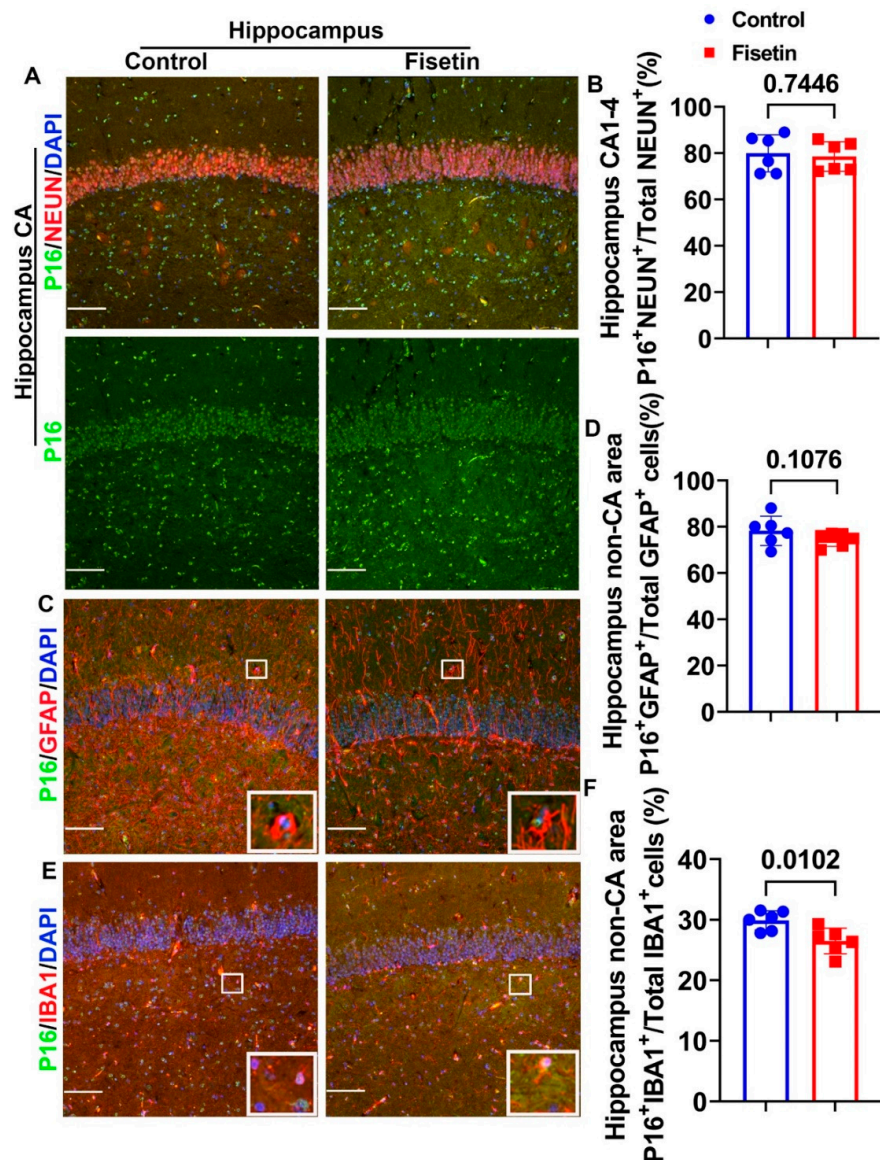 Hippocampus
Control
Fisetin
Control
Fisetin
A
Hippocampus CA
P16/NEUN/DAPI
P16
B
Hippocampus CA1-4
P16⁺NEUN⁺/Total NEUN⁺(%)
0.7446
100
80
60
40
20
0
C
P16/GFAP/DAPI
D
Hippocampus non-CA area
P16⁺GFAP⁺/Total GFAP⁺ cells(%)
0.1076
100
80
60
40
20
0
E
P16/IBA1/DAPI
F
Hippocampus non-CA area
P16⁺IBA1⁺/Total IBA1⁺ cells (%)
0.0102
40
30
20
10
0